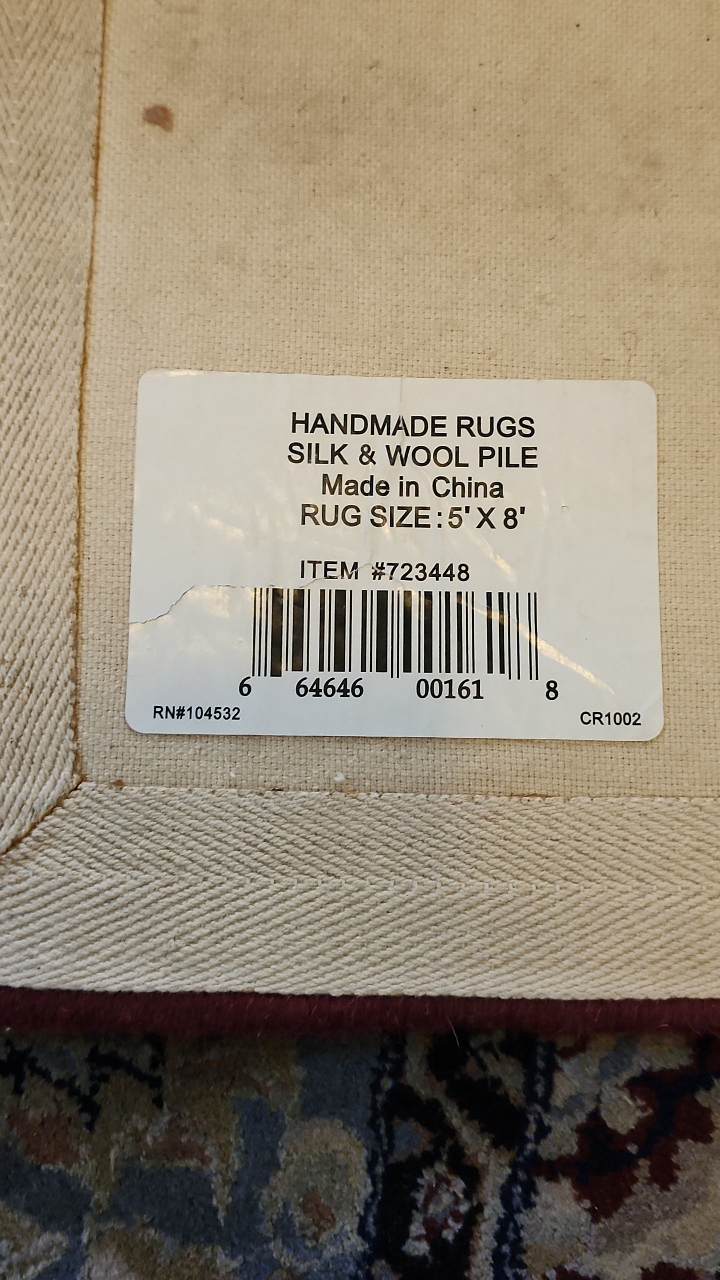 HANDMADE RUGS
SILK & WOOL PILE
Made in China
RUG SIZE: 5' X 8'
ITEM #723448
6 64646 00161 8
RN#104532 CR1002